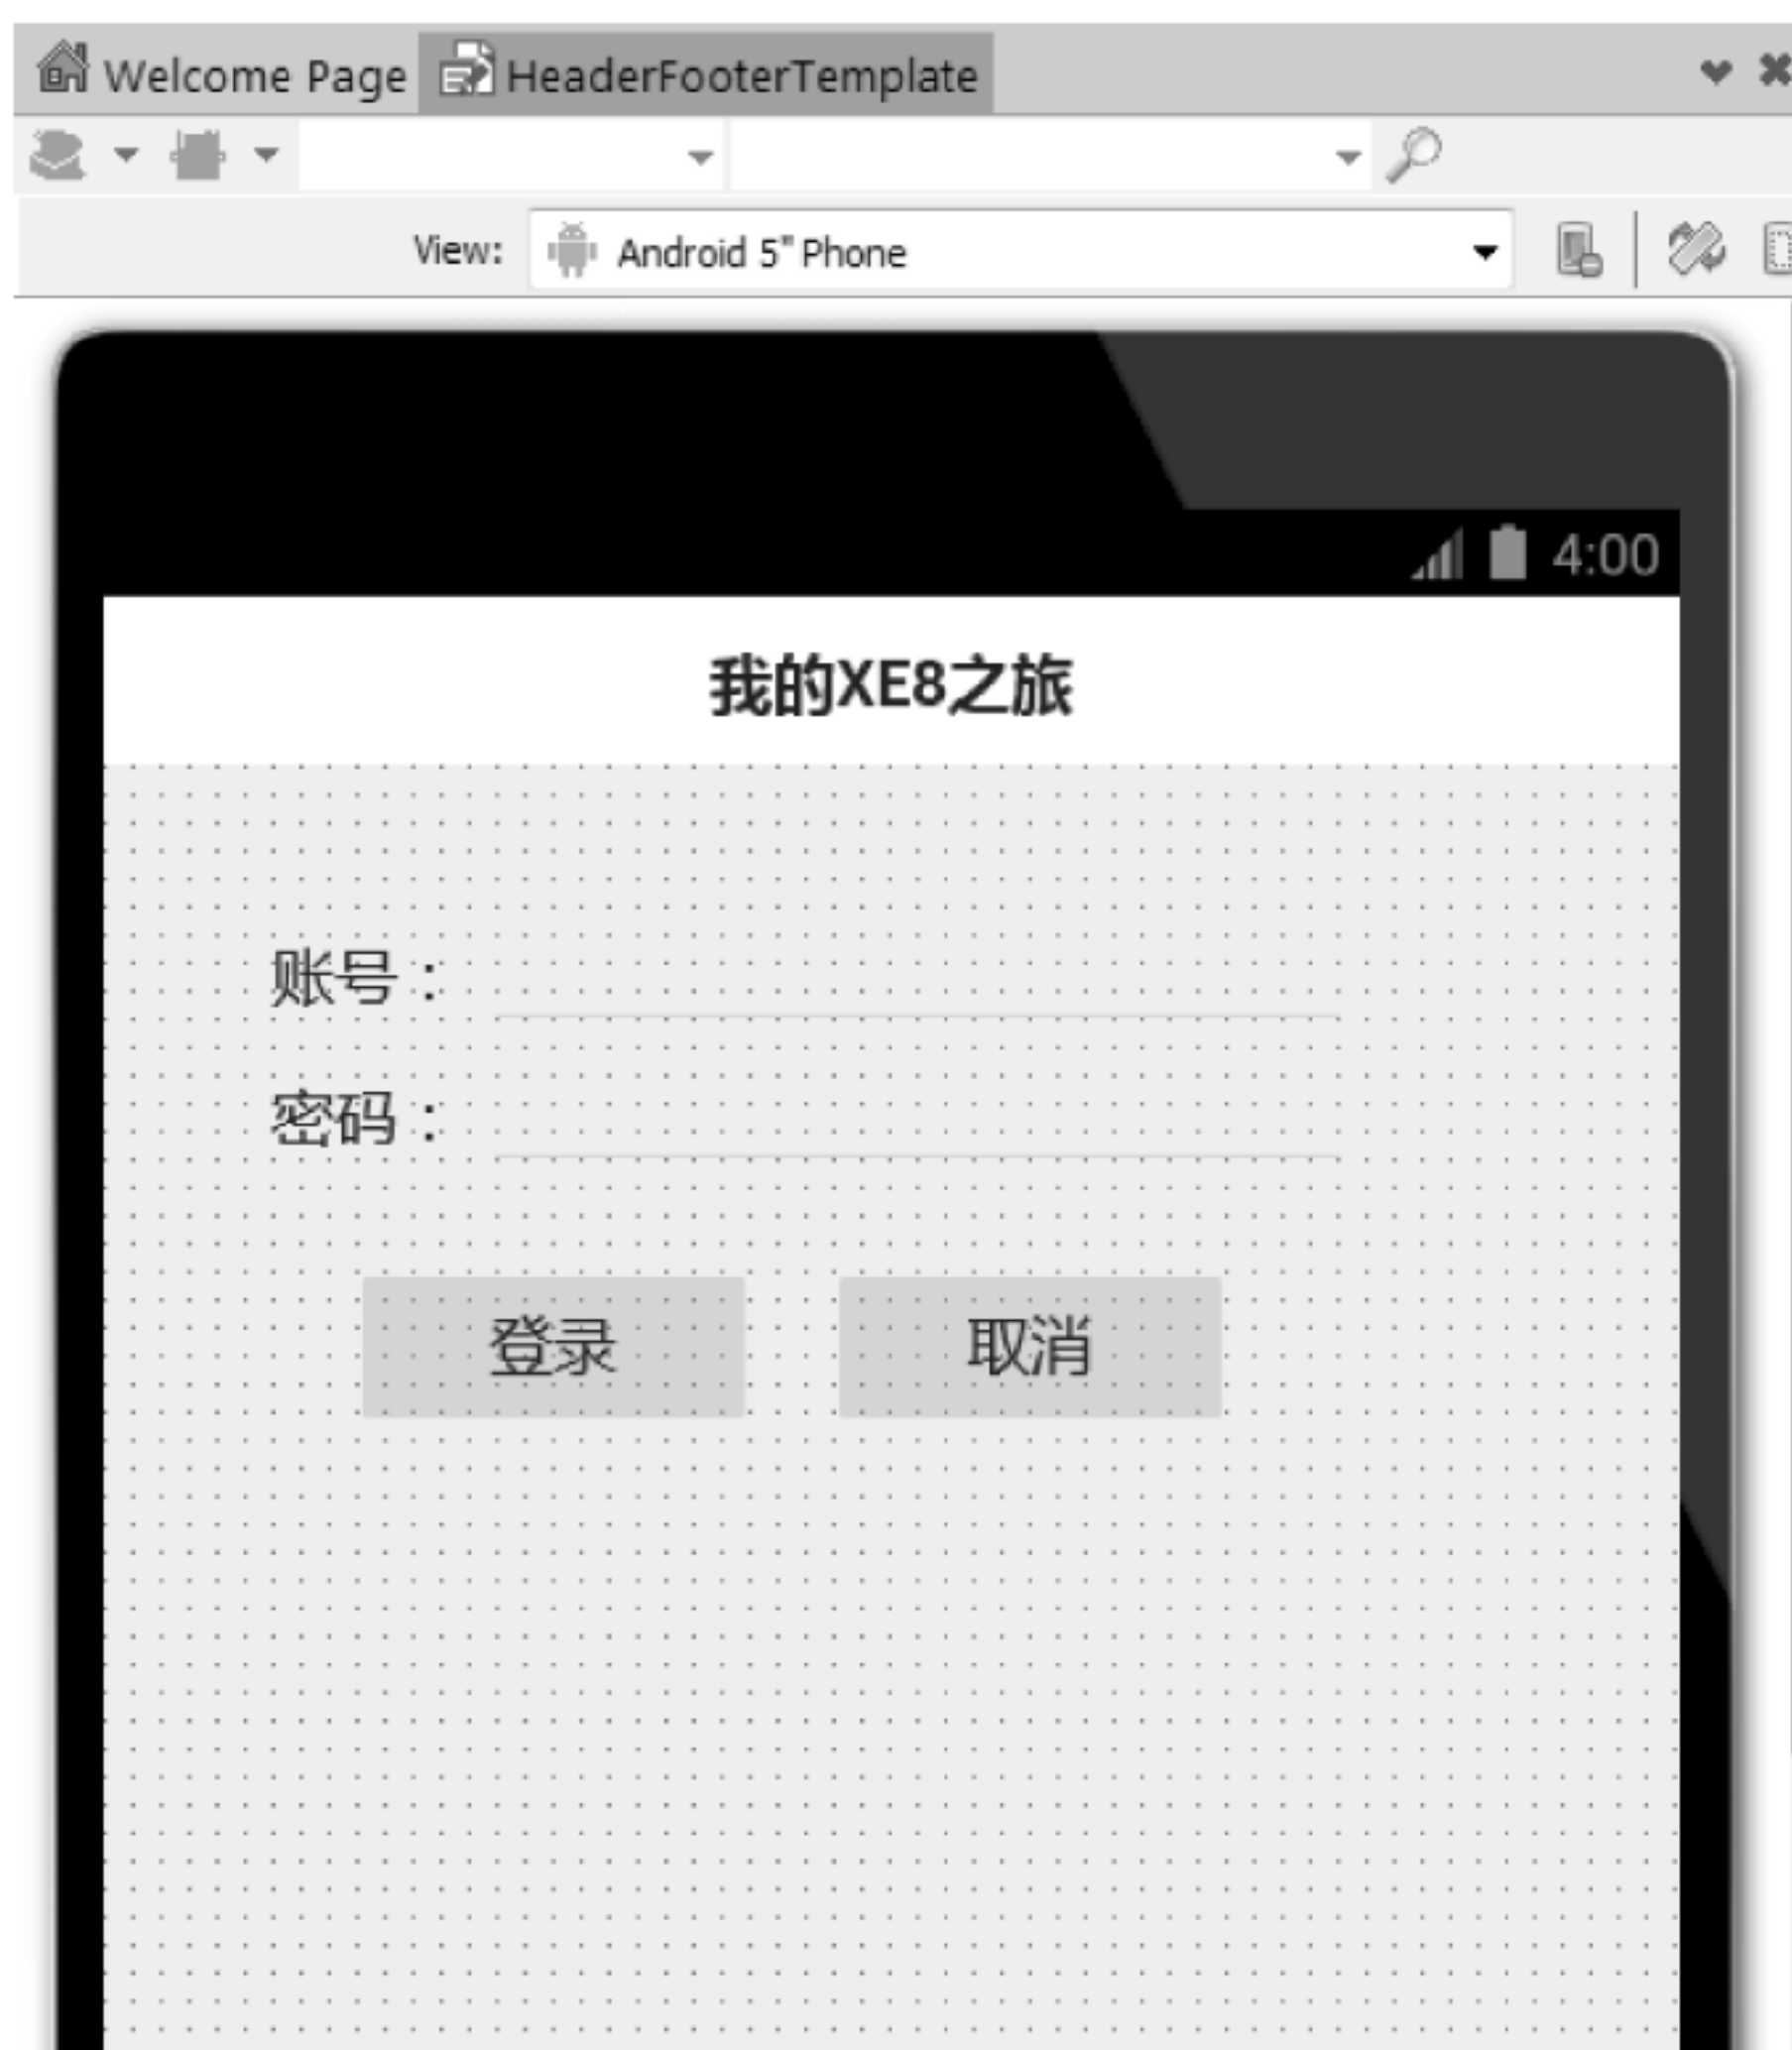 Welcome Page HeaderFooterTemplate
View: Android 5" Phone
4:00
我的XE8之旅
账号：
密码：
登录 取消